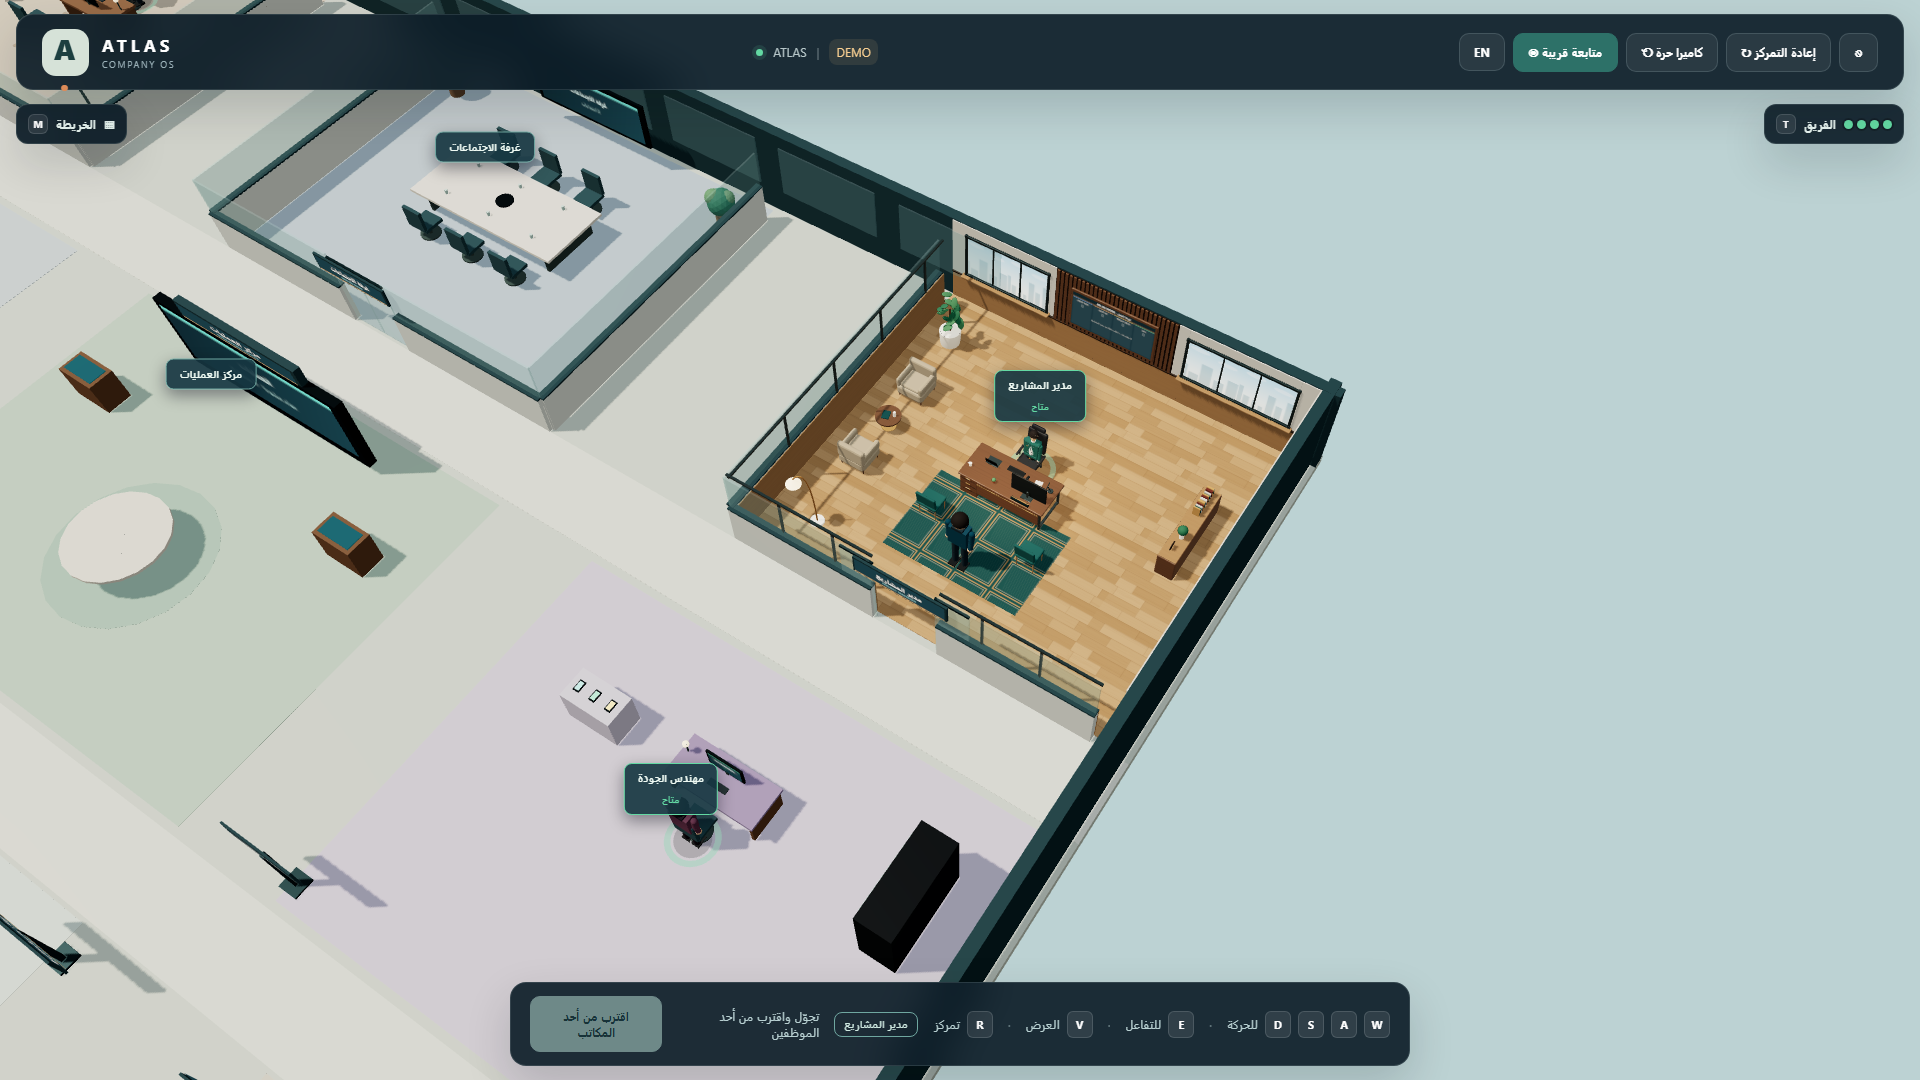 ATLAS
COMPANY OS
ATLAS | DEMO
EN
متابعة قريبة
كاميرا حرة
إعادة التمركز
الخريطة M
الفريق T
غرفة الاجتماعات
مركز العمليات
مدير المشاريع
متاح
مدير المشاريع
مهندس الجودة
متاح
W A S D للحركة · E للتفاعل · V العرض · R تمركز
مدير المشاريع
تجوّل واقترب من أحد
الموظفين
اقترب من أحد
المكاتب